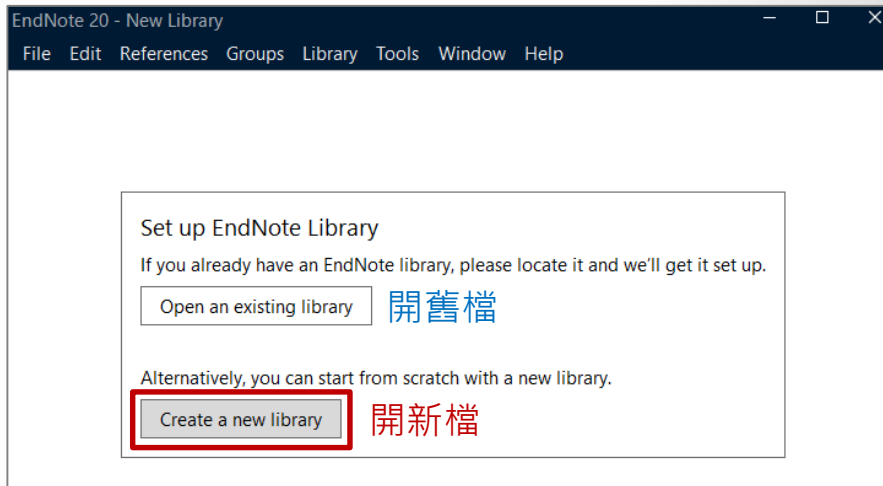 EndNote 20 - New Library
File Edit References Groups Library Tools Window Help
Set up EndNote Library
If you already have an EndNote library, please locate it and we'll get it set up.
Open an existing library 開舊檔
Alternatively, you can start from scratch with a new library.
Create a new library 開新檔